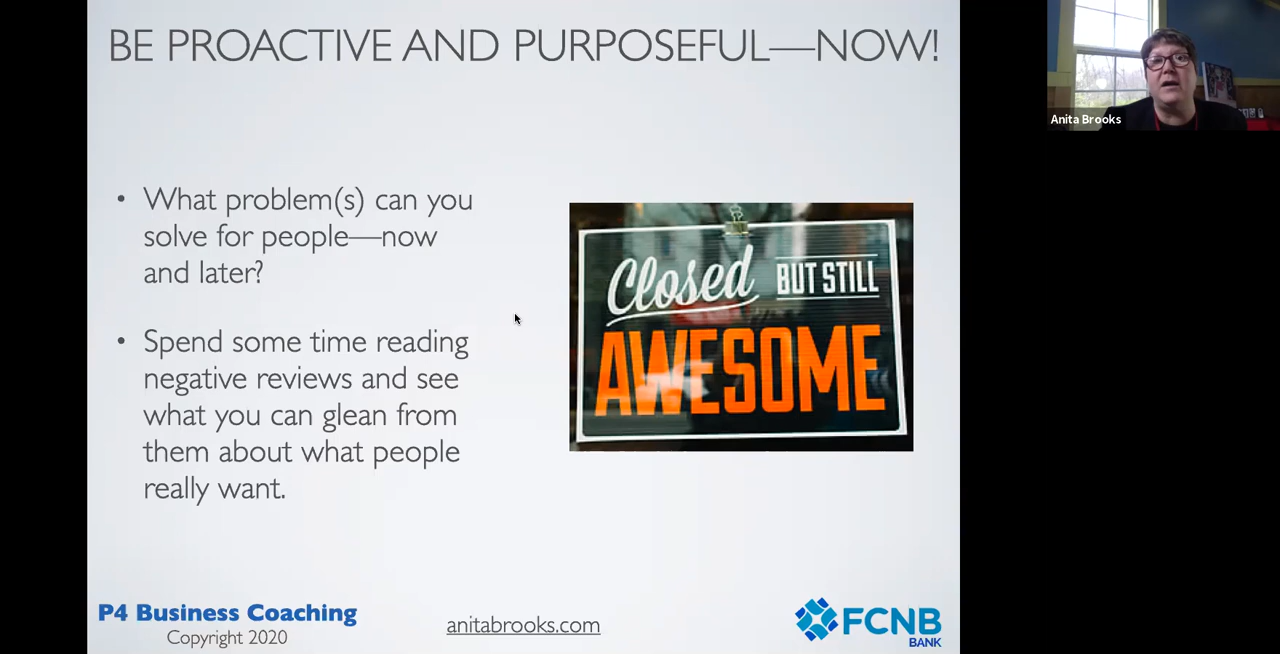 BE PROACTIVE AND PURPOSEFUL—NOW!
Anita Brooks
• What problem(s) can you
solve for people—now
and later?
• Spend some time reading
negative reviews and see
what you can glean from
them about what people
really want.
Closed BUT STILL
AWESOME
P4 Business Coaching
Copyright 2020
anitabrooks.com
FCNB
BANK